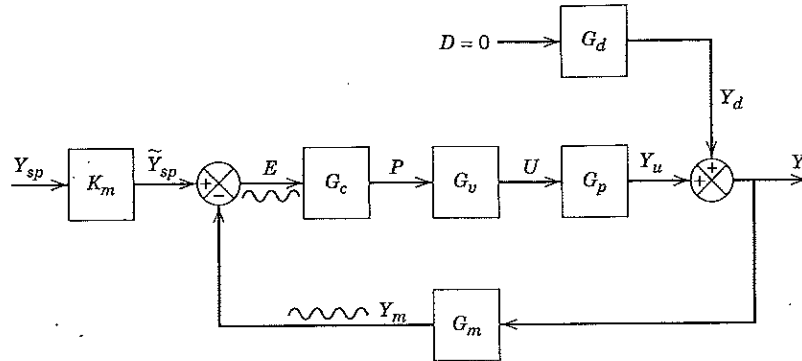 D = 0
G_d
Y_d
Y_sp
K_m
Ỹ_sp
+
−
E
G_c
P
G_v
U
G_p
Y_u
+
+
Y
Y_m
G_m